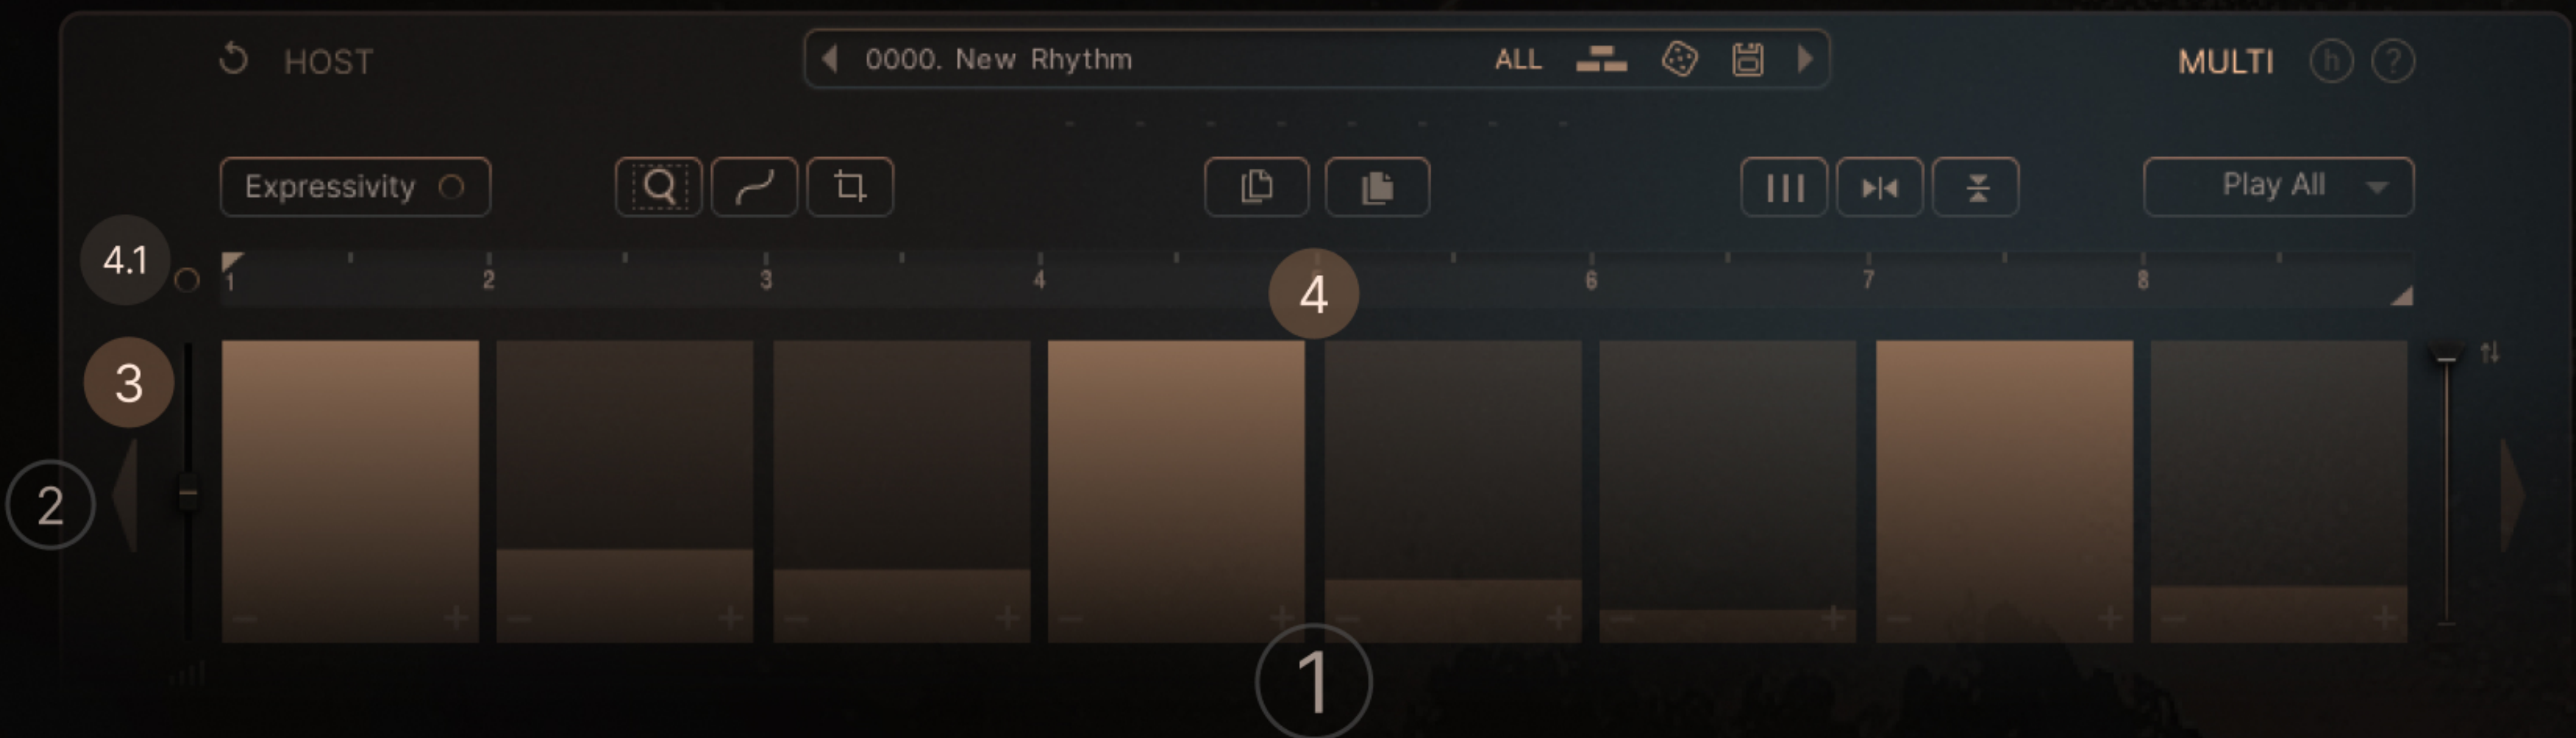 HOST 0000. New Rhythm ALL MULTI h ?
Expressivity Play All
4.1 1 2 3 4 4 6 7 8
3
2
- + - + - + - + - + - + - + - +
1